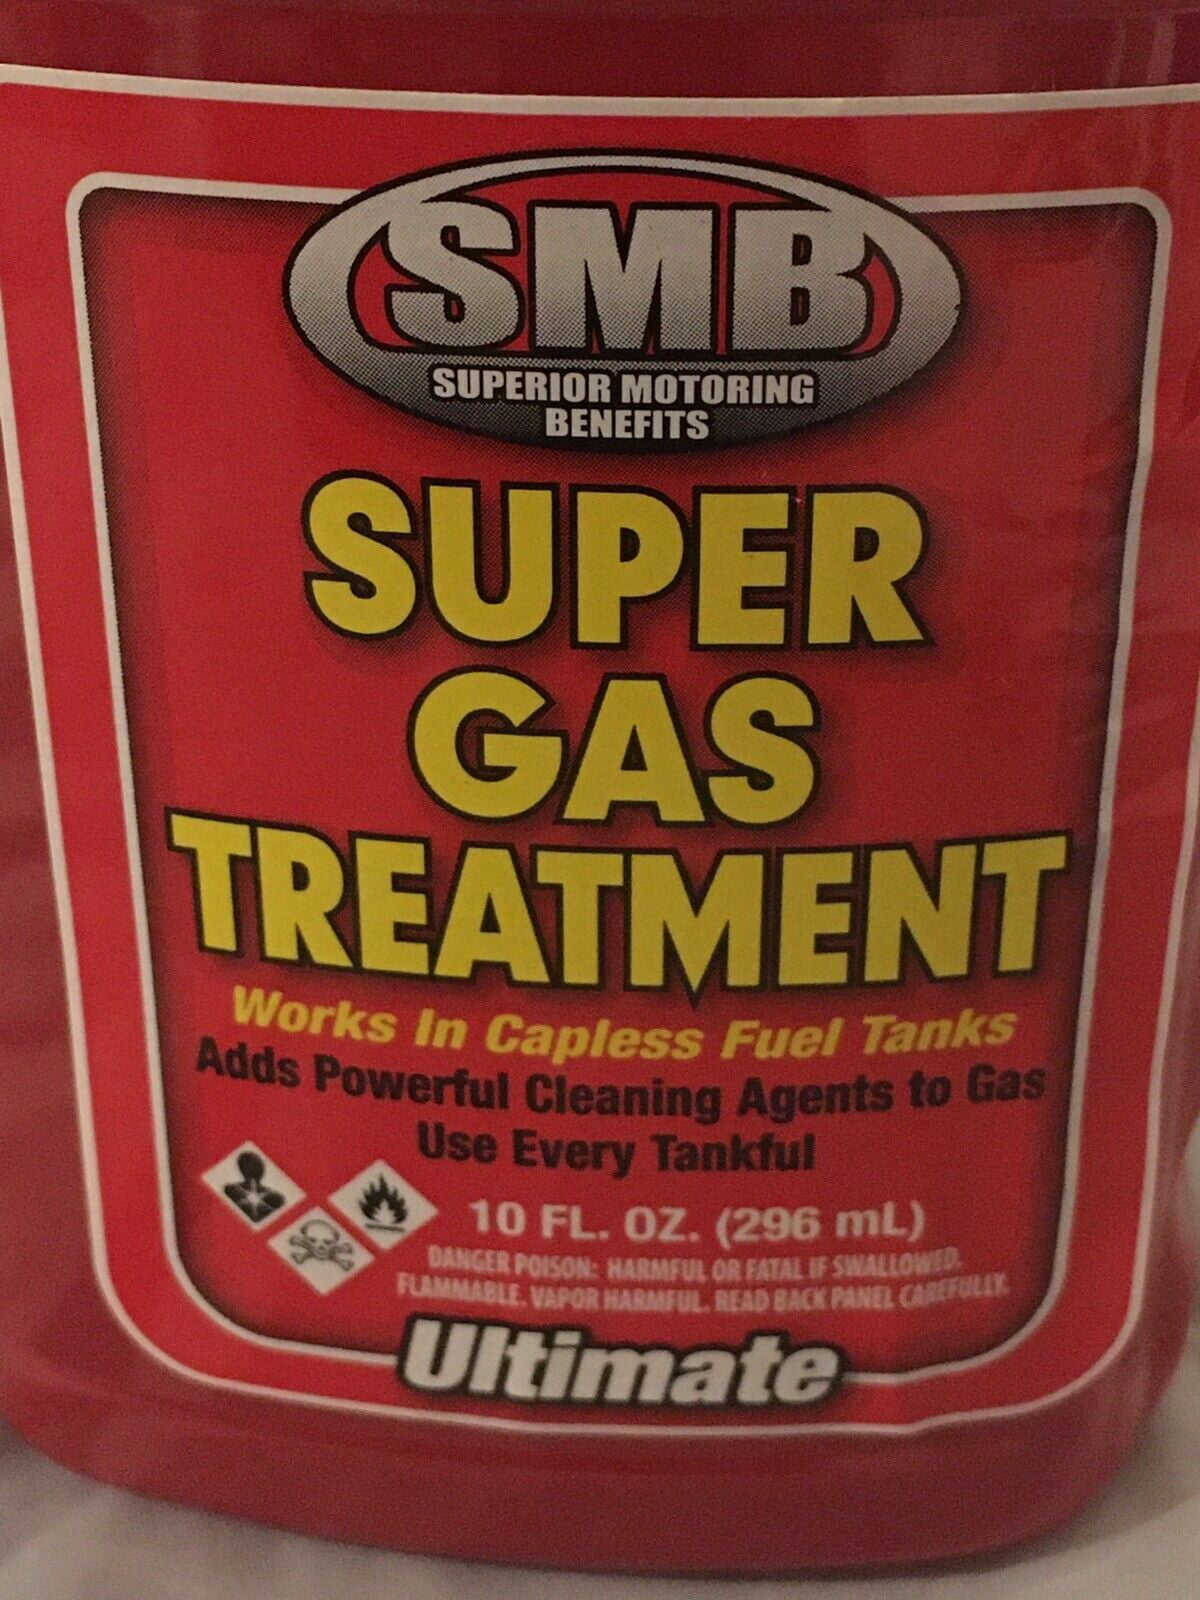 SMB
SUPERIOR MOTORING
BENEFITS
SUPER
GAS
TREATMENT
Works In Capless Fuel Tanks
Adds Powerful Cleaning Agents to Gas
Use Every Tankful
10 FL. OZ. (296 mL)
DANGER POISON: HARMFUL OR FATAL IF SWALLOWED.
FLAMMABLE. VAPOR HARMFUL. READ BACK PANEL CAREFULLY.
Ultimate